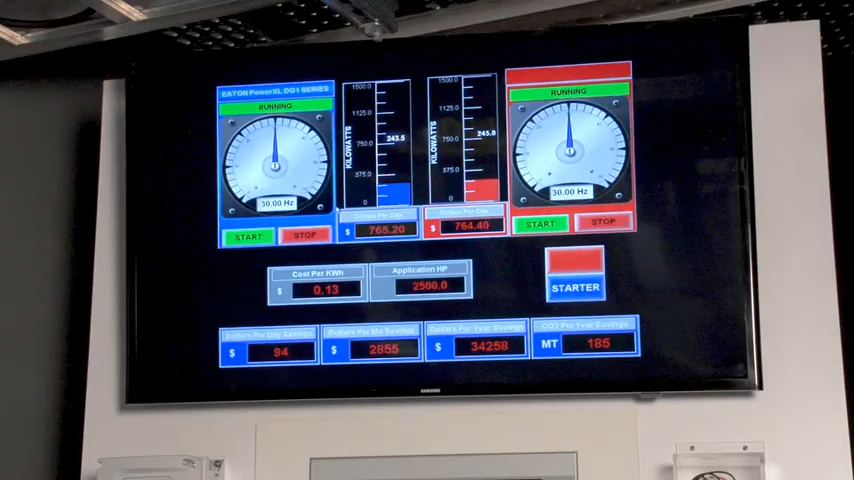 EATON PowerXL DG1 SERIES
RUNNING
30.00 Hz
START STOP
KILOWATTS
1500.0
1125.0
750.0
375.0
0
243.5
Dollars Per Day
$ 765.20
KILOWATTS
1500.0
1125.0
750.0
375.0
0
245.0
Dollars Per Day
$ 764.40
RUNNING
30.00 Hz
START STOP
Cost Per KWh
$ 0.13
Application HP
2500.0
STARTER
Dollars Per Day Savings
$ 94
Dollars Per Mo Savings
$ 2855
Dollars Per Year Savings
$ 34258
CO2 Per Year Savings
MT 185
SAMSUNG